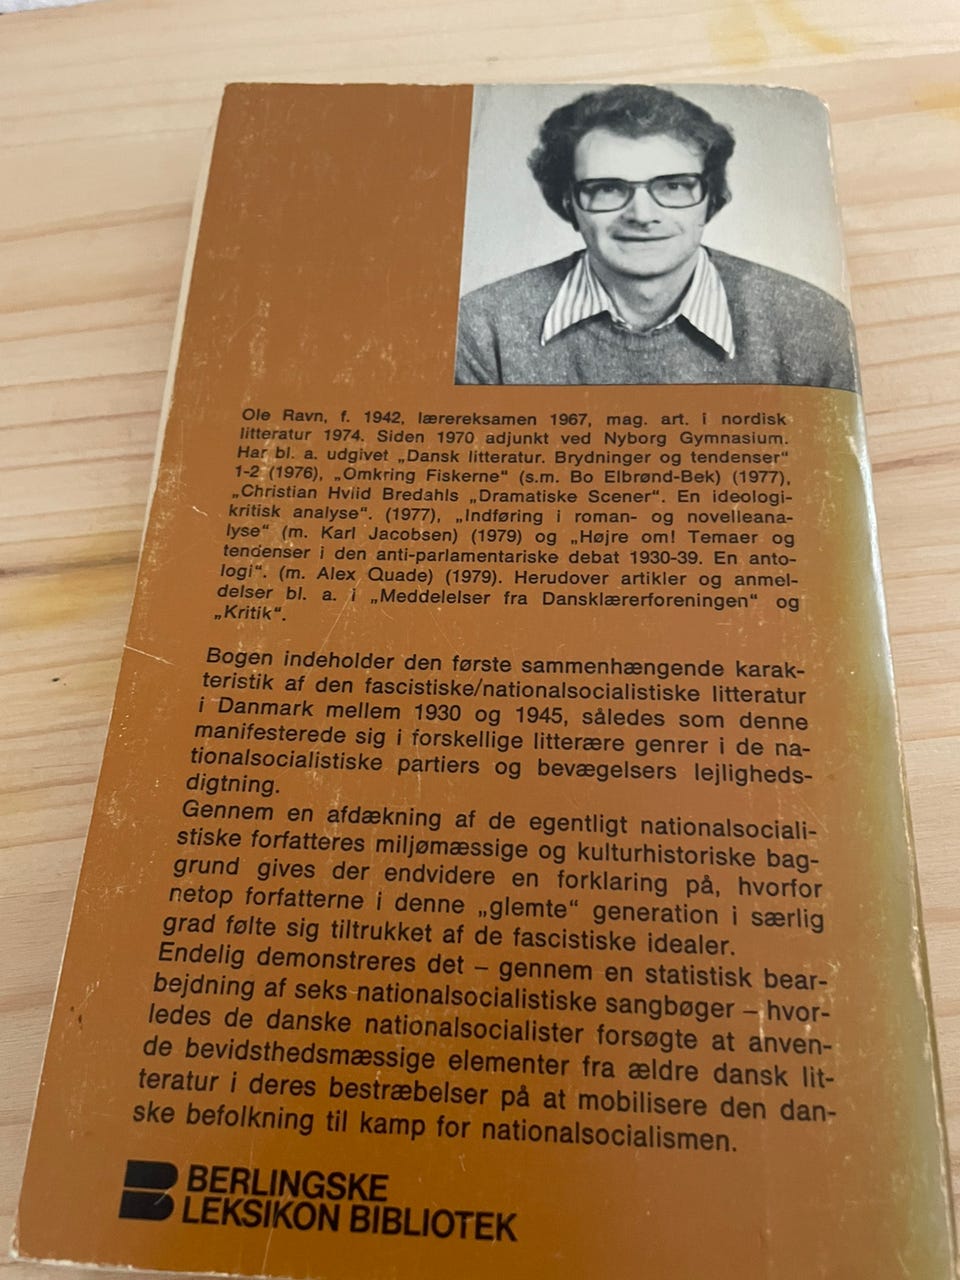 Ole Ravn, f. 1942, lærereksamen 1967, mag. art. i nordisk
litteratur 1974. Siden 1970 adjunkt ved Nyborg Gymnasium.
Har bl. a. udgivet „Dansk litteratur. Brydninger og tendenser“
1-2 (1976), „Omkring Fiskerne“ (s.m. Bo Elbrønd-Bek) (1977),
„Christian Hviid Bredahls „Dramatiske Scener“. En ideologi-
kritisk analyse“. (1977), „Indføring i roman- og novelleana-
lyse“ (m. Karl Jacobsen) (1979) og „Højre om! Temaer og
tendenser i den anti-parlamentariske debat 1930-39. En anto-
logi“. (m. Alex Quade) (1979). Herudover artikler og anmel-
delser bl. a. i „Meddelelser fra Dansklærerforeningen“ og
„Kritik“.
Bogen indeholder den første sammenhængende karak-
teristik af den fascistiske/nationalsocialistiske litteratur
i Danmark mellem 1930 og 1945, således som denne
manifesterede sig i forskellige litterære genrer i de na-
tionalsocialistiske partiers og bevægelsers lejligheds-
digtning.
Gennem en afdækning af de egentligt nationalsociali-
stiske forfatteres miljømæssige og kulturhistoriske bag-
grund gives der endvidere en forklaring på, hvorfor
netop forfatterne i denne „glemte“ generation i særlig
grad følte sig tiltrukket af de fascistiske idealer.
Endelig demonstreres det – gennem en statistisk bear-
bejdning af seks nationalsocialistiske sangbøger – hvor-
ledes de danske nationalsocialister forsøgte at anven-
de bevidsthedsmæssige elementer fra ældre dansk lit-
teratur i deres bestræbelser på at mobilisere den dan-
ske befolkning til kamp for nationalsocialismen.
BERLINGSKE
LEKSIKON BIBLIOTEK